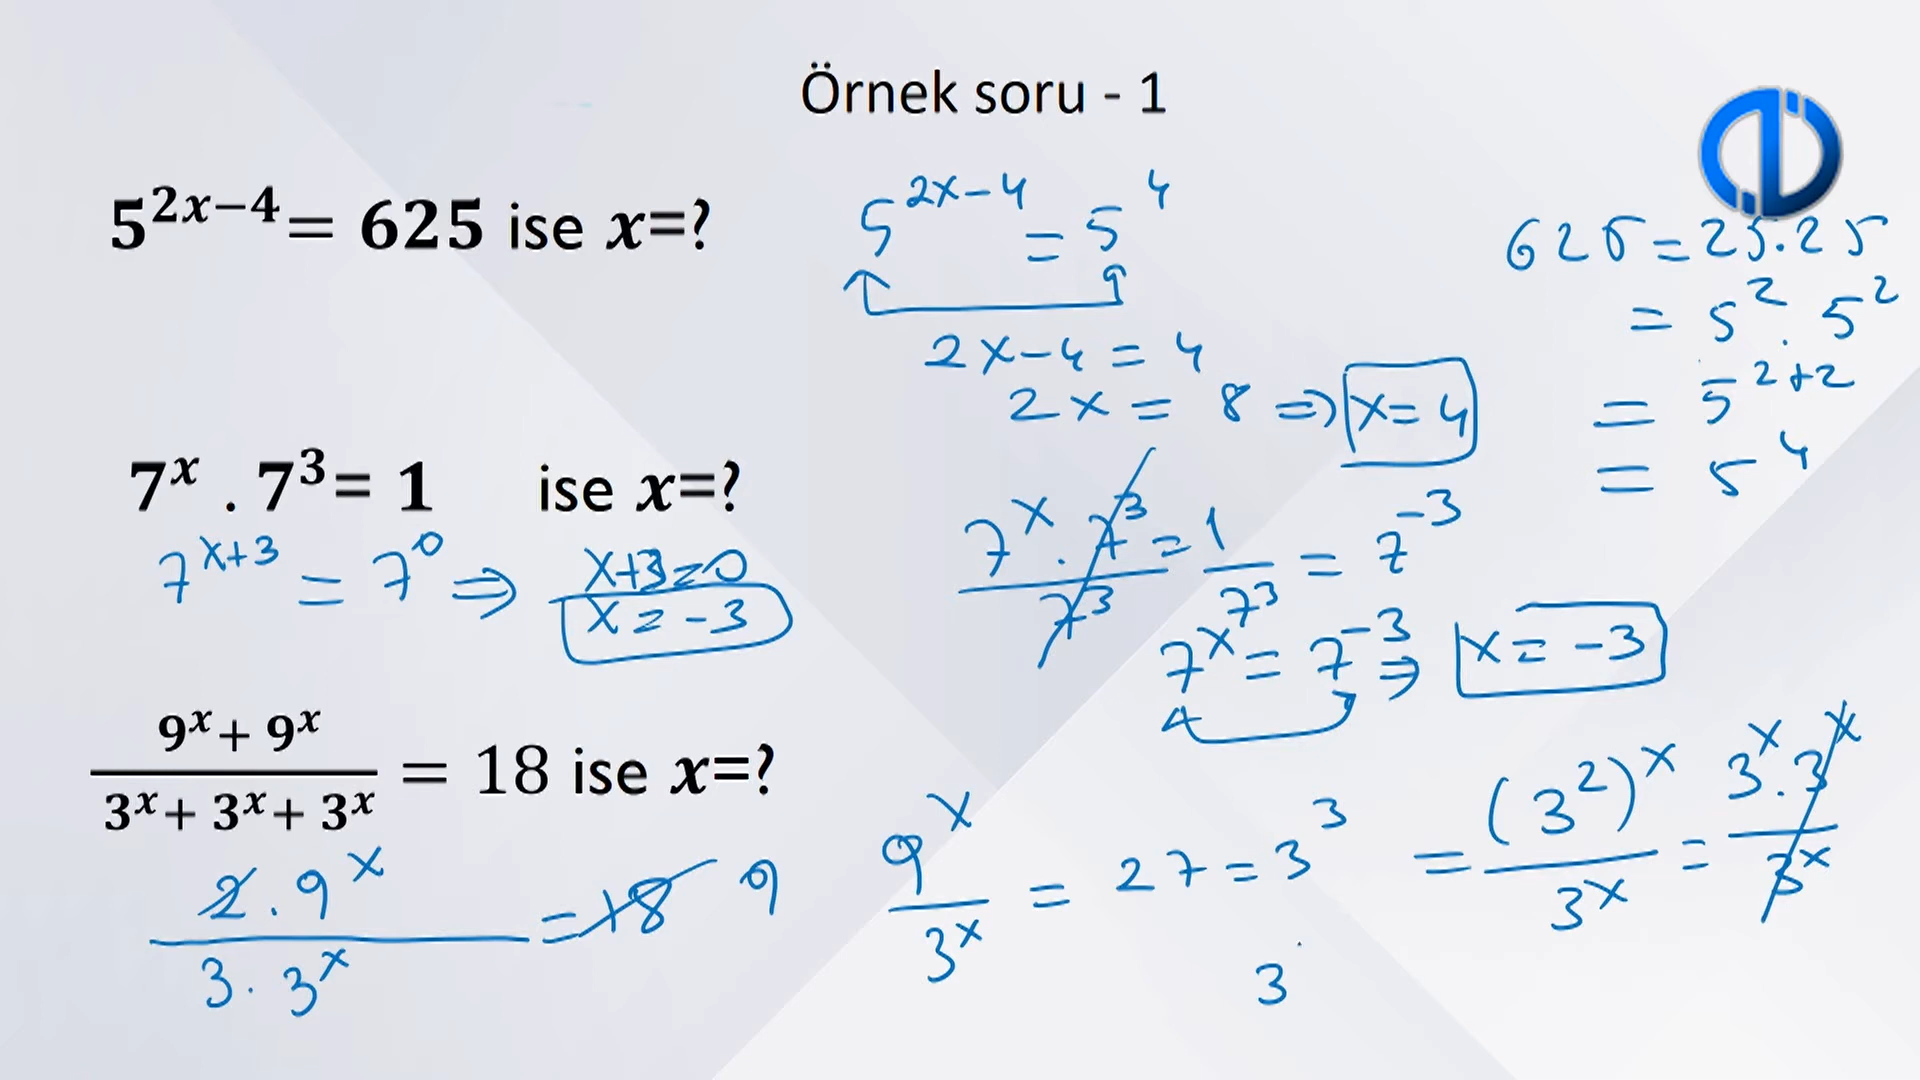 Örnek soru - 1
5^{2x−4} = 625 ise x=?
5^{2x−4} = 5^4
2x−4 = 4
2x = 8 ⇒ x = 4
625 = 25.25
= 5^2 . 5^2
= 5^{2+2}
= 5^4
7^x . 7^3 = 1 ise x=?
7^{x+3} = 7^0 ⇒ x+3=0
x = −3
(7^x . 7^3)/7^3 = 1/7^3 = 7^{−3}
7^x = 7^{−3} ⇒ x = −3
(9^x + 9^x)/(3^x + 3^x + 3^x) = 18 ise x=?
(2 . 9^x)/(3 . 3^x) = 18 9
9^x/3^x = 27 = 3^3 = (3^2)^x/3^x = (3^x . 3^x)/3^x
3